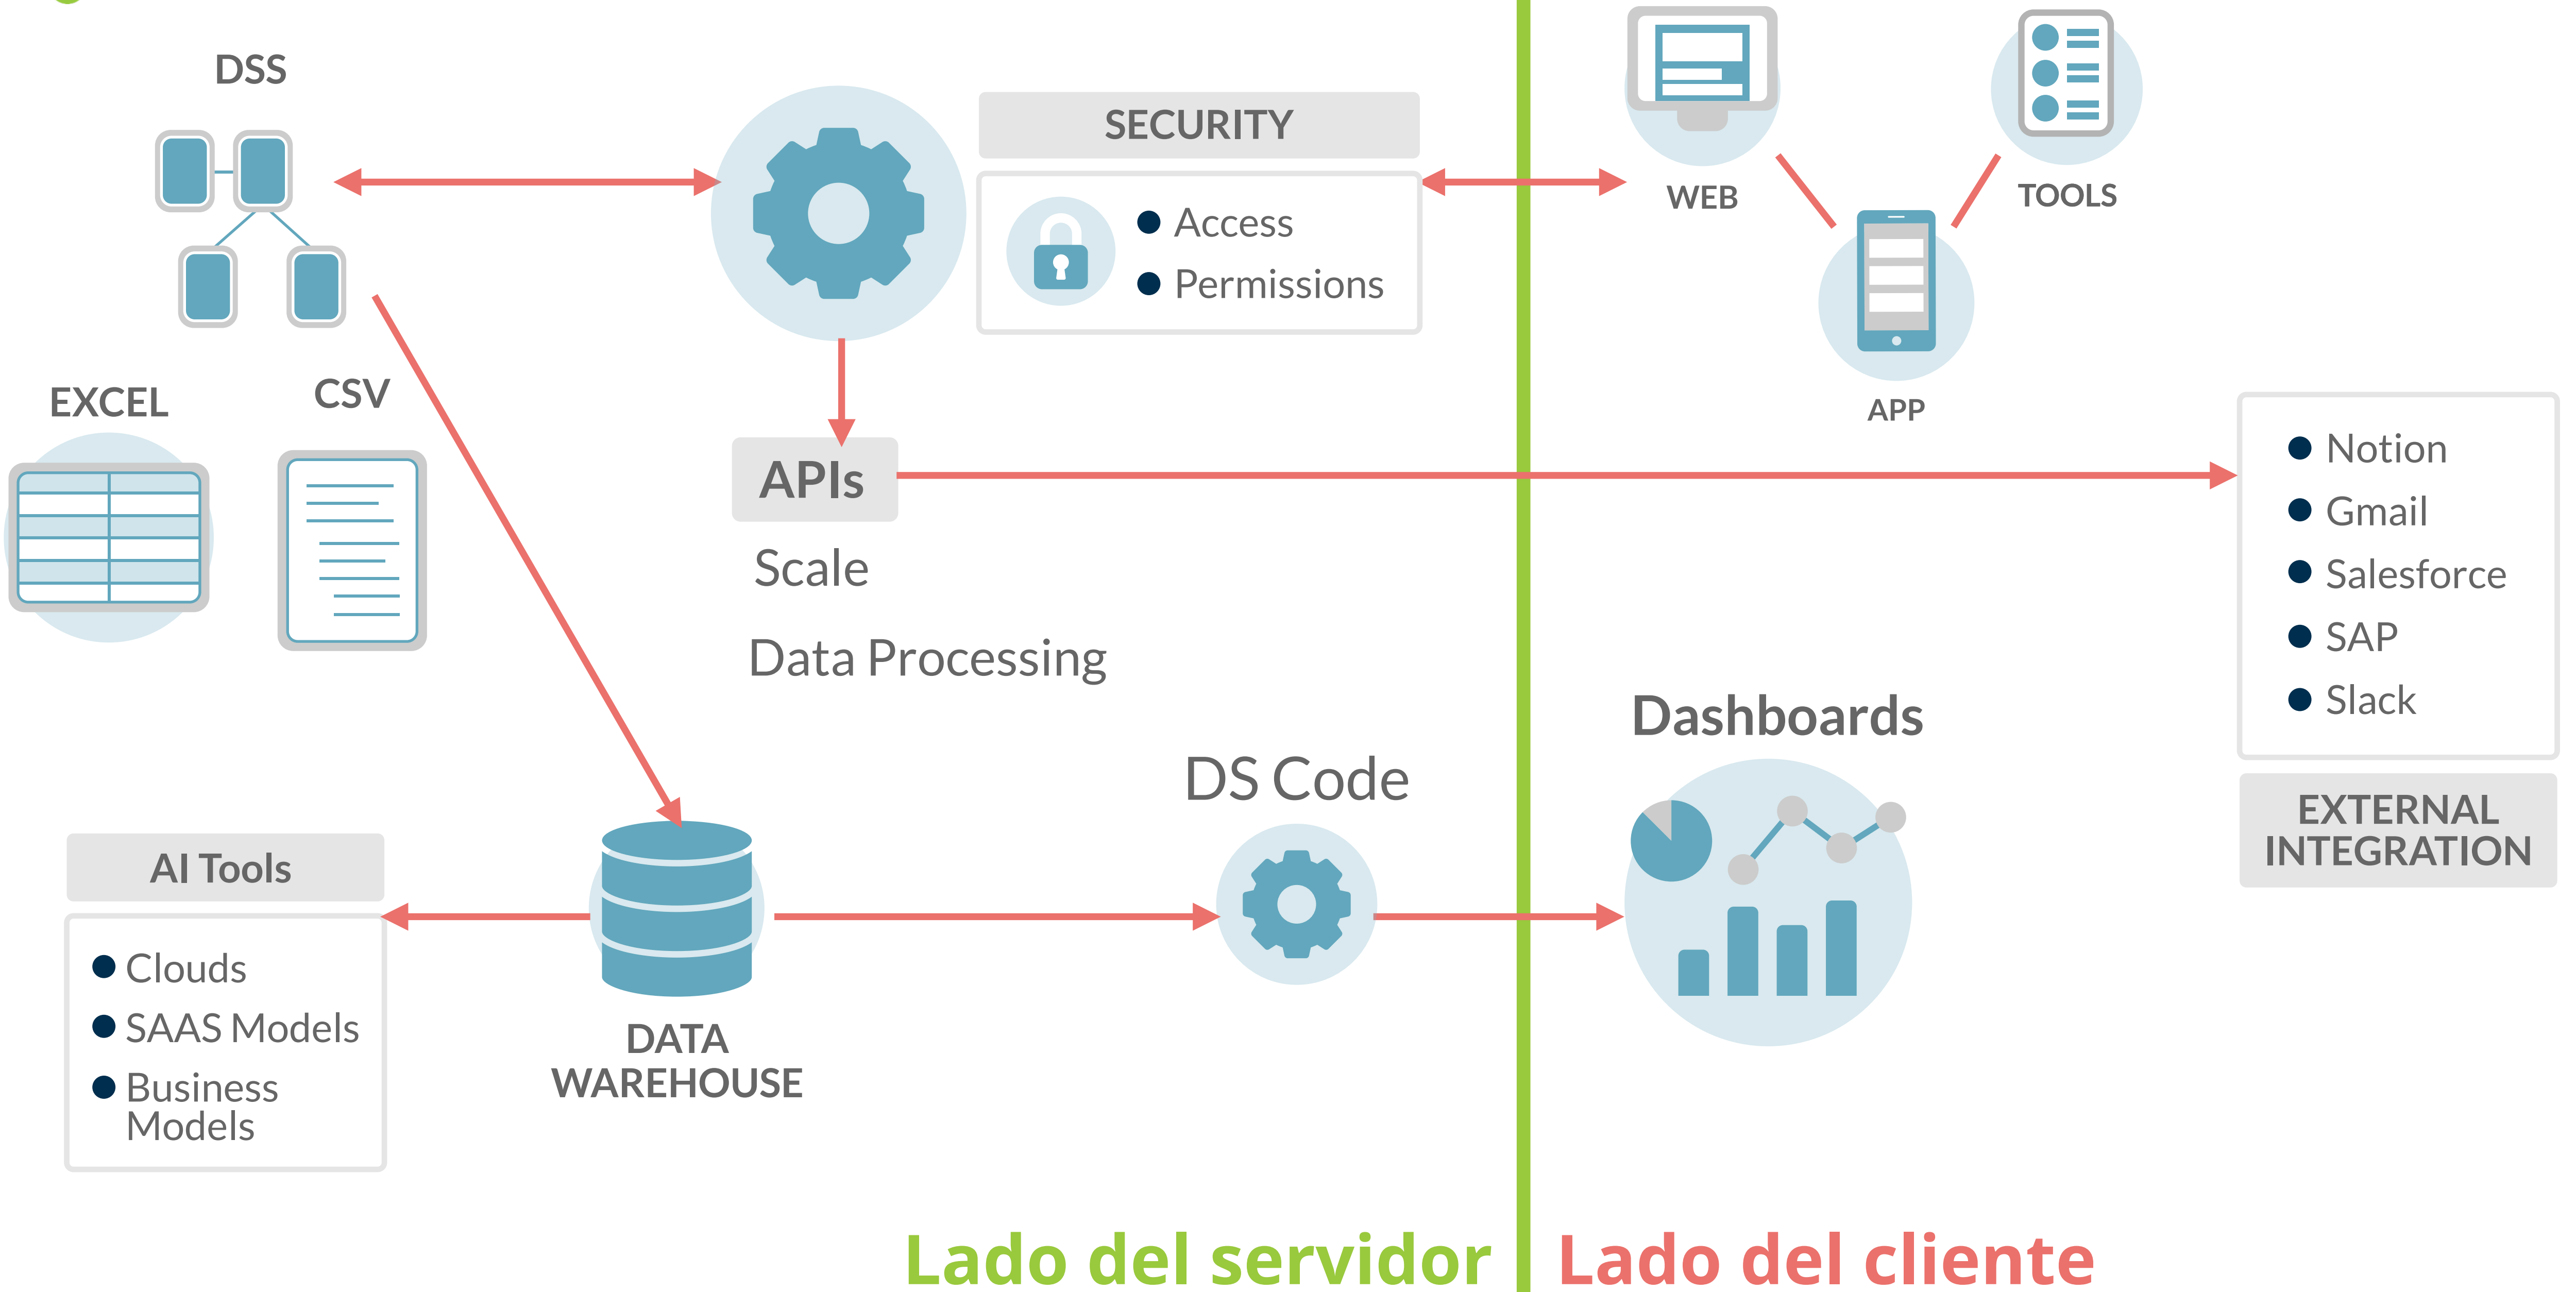 DSS
SECURITY
Access
Permissions
WEB
TOOLS
APP
EXCEL
CSV
APIs
Scale
Data Processing
Notion
Gmail
Salesforce
SAP
Slack
EXTERNAL
INTEGRATION
Dashboards
DS Code
AI Tools
Clouds
SAAS Models
Business
Models
DATA
WAREHOUSE
Lado del servidor
Lado del cliente